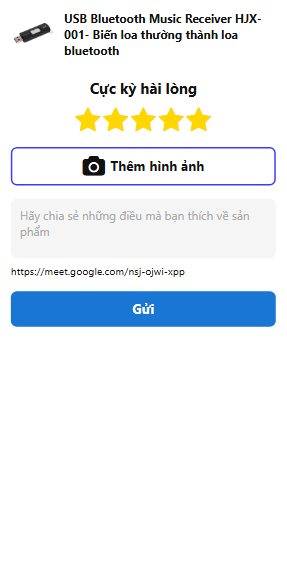 USB Bluetooth Music Receiver HJX-
001- Biến loa thường thành loa
bluetooth
Cực kỳ hài lòng
Thêm hình ảnh
Hãy chia sẻ những điều mà bạn thích về sản
phẩm
https://meet.google.com/nsj-ojwi-xpp
Gửi